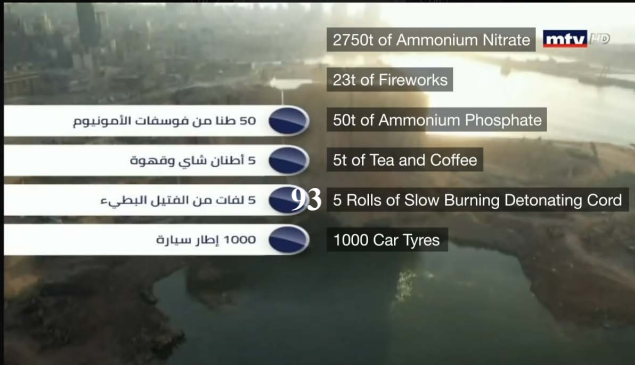 2750t of Ammonium Nitrate
mtv HD
23t of Fireworks
50 طنا من فوسفات الأمونيوم
50t of Ammonium Phosphate
5 أطنان شاي وقهوة
5t of Tea and Coffee
5 لفات من الفتيل البطيء
93
5 Rolls of Slow Burning Detonating Cord
1000 إطار سيارة
1000 Car Tyres